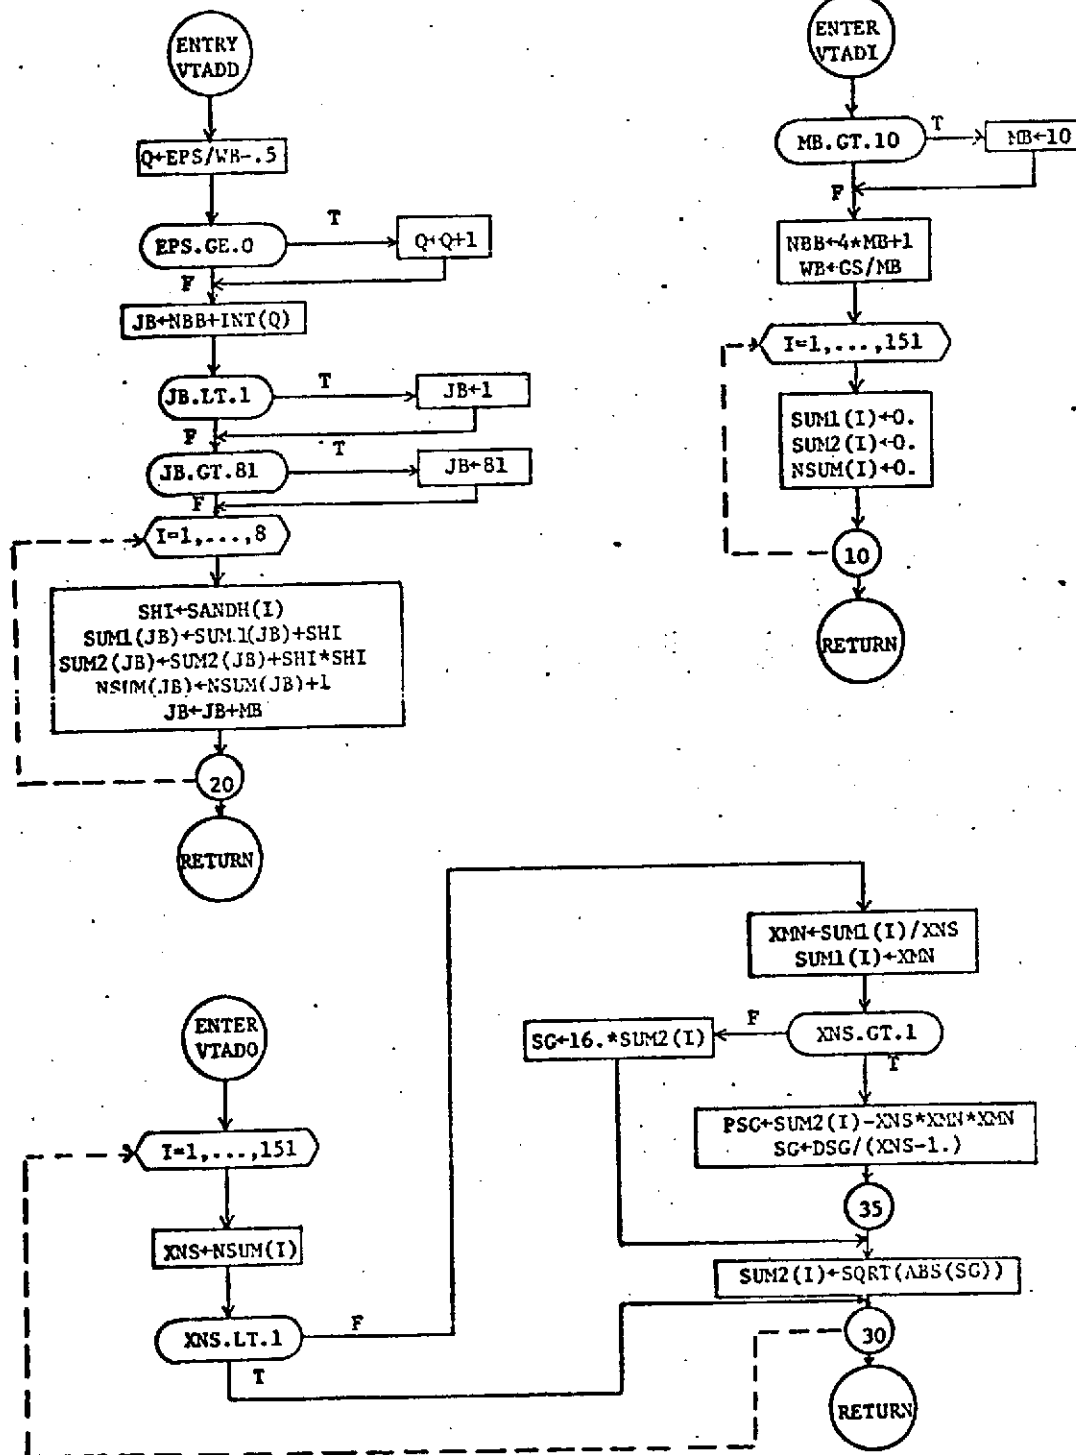 ENTRY
VTADD
Q←EPS/WB-.5
EPS.GE.0
T
Q←Q+1
F
JB←NBB+INT(Q)
JB.LT.1
T
JB←1
F
JB.GT.81
T
JB←81
F
I=1,...,8
SHI←SANDH(I)
SUM1(JB)←SUM1(JB)+SHI
SUM2(JB)←SUM2(JB)+SHI*SHI
NSUM(JB)←NSUM(JB)+1
JB←JB+MB
20
RETURN
ENTER
VTADI
MB.GT.10
T
MB←10
F
NBB←4*MB+1
WB←GS/MB
I=1,...,151
SUM1(I)←0.
SUM2(I)←0.
NSUM(I)←0.
10
RETURN
ENTER
VTADO
I=1,...,151
XNS←NSUM(I)
XNS.LT.1
F
T
XMN←SUM1(I)/XNS
SUM1(I)←XMN
XNS.GT.1
F
SG←16.*SUM2(I)
T
PSG←SUM2(I)-XNS*XMN*XMN
SG←DSG/(XNS-1.)
35
SUM2(I)←SQRT(ABS(SG))
30
RETURN